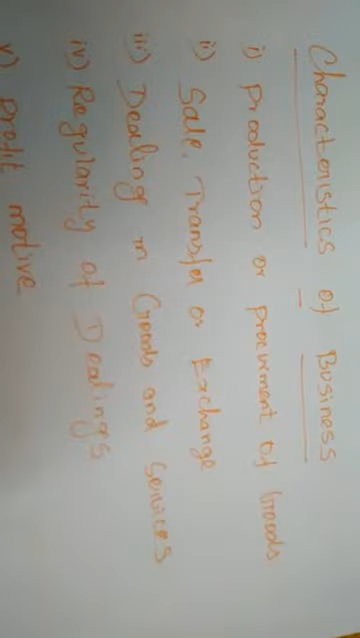 Characteristics of Business
i) Production or Procurment of Goods
ii) Sale, Transfer or Exchange
iii) Dealing in Goods and Services
iv) Regularity of Dealings
v) Profit motive